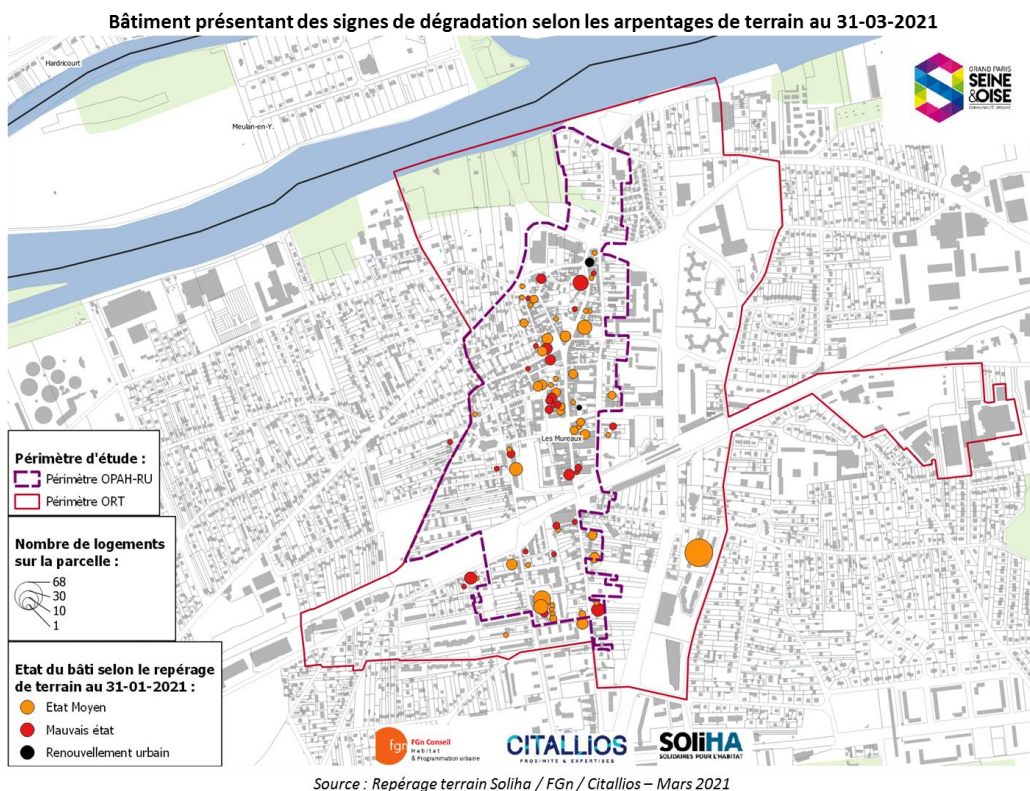 Bâtiment présentant des signes de dégradation selon les arpentages de terrain au 31-03-2021
Hardricourt
GRAND PARIS
SEINE
&OISE
COMMUNAUTÉ URBAINE
Meulan-en-Y.
Les Mureaux
Périmètre d'étude :
Périmètre OPAH-RU
Périmètre ORT
Nombre de logements
sur la parcelle :
68
30
10
1
Etat du bâti selon le repérage
de terrain au 31-01-2021 :
Etat Moyen
Mauvais état
Renouvellement urbain
fgn
FGn Conseil
Habitat
& Programmation urbaine
CITALLIOS
PROXIMITÉ & EXPERTISES
SOLiHA
SOLIDAIRES POUR L'HABITAT
Source : Repérage terrain Soliha / FGn / Citallios – Mars 2021